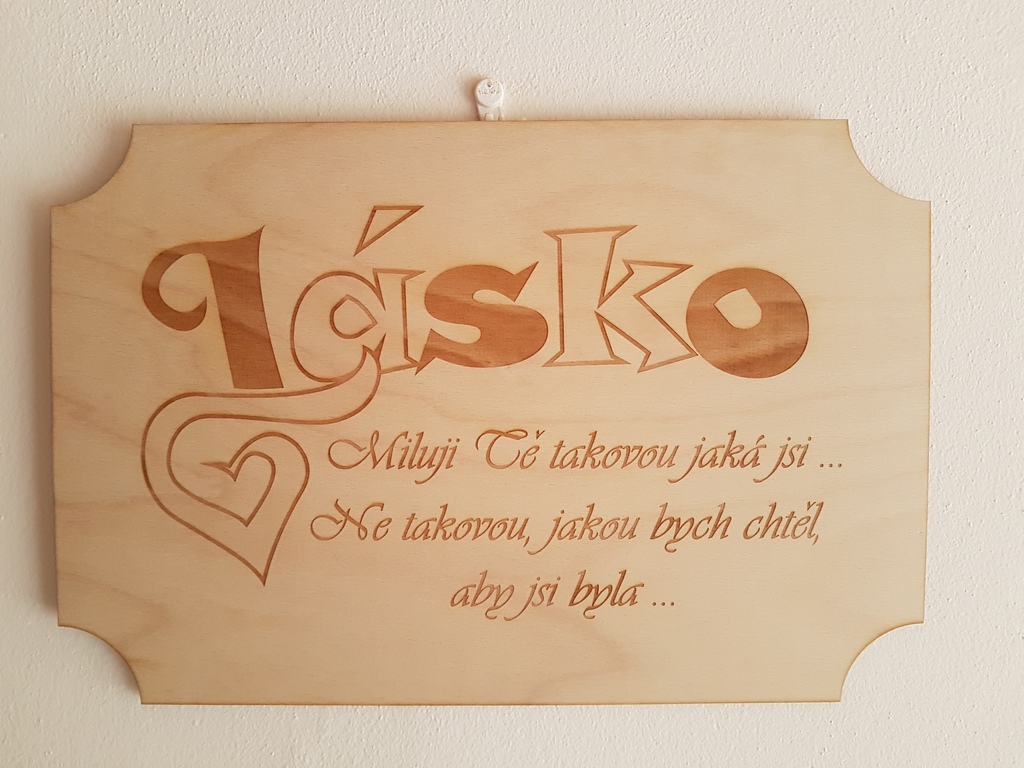 Lásko
Miluji Tě takovou jaká jsi ...
Ne takovou, jakou bych chtěl,
aby jsi byla ...